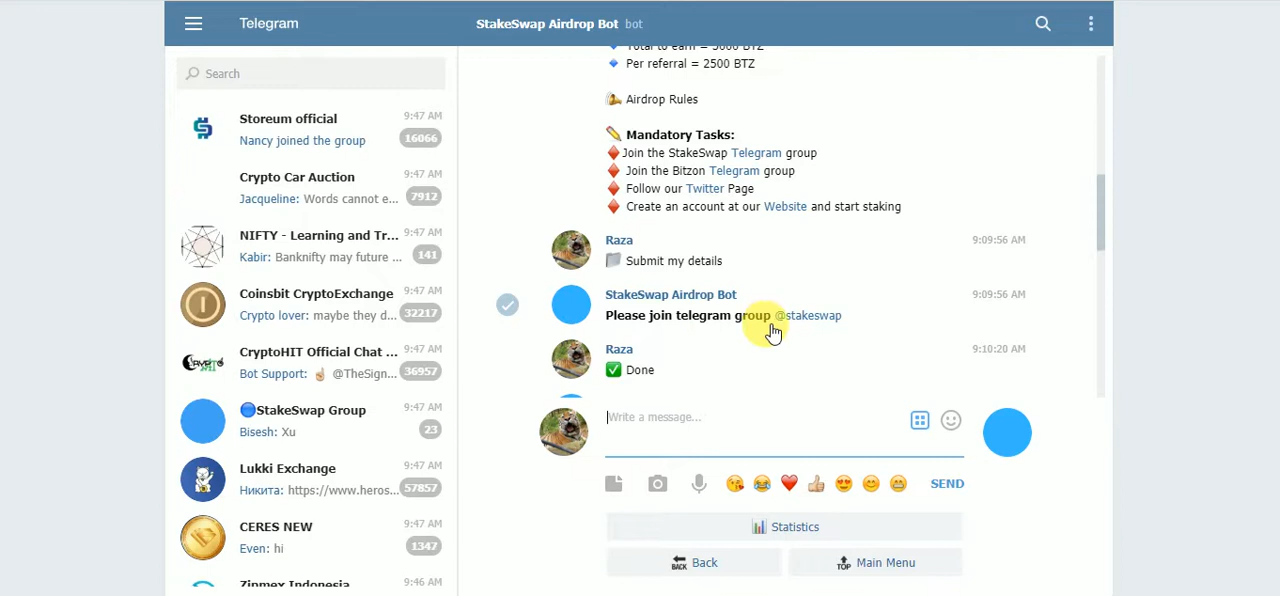 Telegram
StakeSwap Airdrop Bot bot
Search
Storeum official 9:47 AM
Nancy joined the group 16066
Crypto Car Auction 9:47 AM
Jacqueline: Words cannot e... 7912
NIFTY - Learning and Tr... 9:47 AM
Kabir: Banknifty may future ... 141
Coinsbit CryptoExchange 9:47 AM
Crypto lover: maybe they d... 32217
CryptoHIT Official Chat ... 9:47 AM
Bot Support: ☝🏻 @TheSign... 36957
🔵StakeSwap Group 9:47 AM
Bisesh: Xu 23
Lukki Exchange 9:47 AM
Никита: https://www.heros... 57857
CERES NEW 9:47 AM
Even: hi 1347
Zipmex Indonesia 9:46 AM
🔹 Total to earn = 5000 BTZ
🔹 Per referral = 2500 BTZ
Airdrop Rules
✏️ Mandatory Tasks:
♦️Join the StakeSwap Telegram group
♦️ Join the Bitzon Telegram group
♦️ Follow our Twitter Page
♦️ Create an account at our Website and start staking
Raza 9:09:56 AM
📁 Submit my details
StakeSwap Airdrop Bot 9:09:56 AM
Please join telegram group @stakeswap
Raza 9:10:20 AM
✅ Done
Write a message...
😘 😂 ❤️ 👍🏻 😍 😊 😁 SEND
📊 Statistics
🔙 Back
🔝 Main Menu